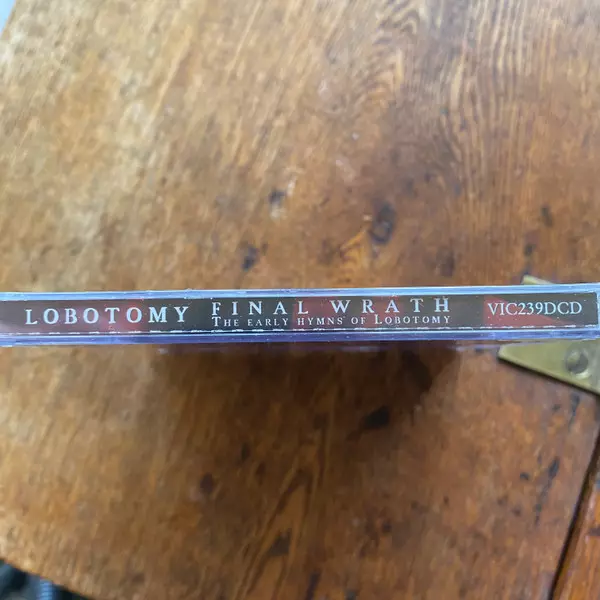 LOBOTOMY FINAL WRATH VIC239DCD
THE EARLY HYMNS OF LOBOTOMY